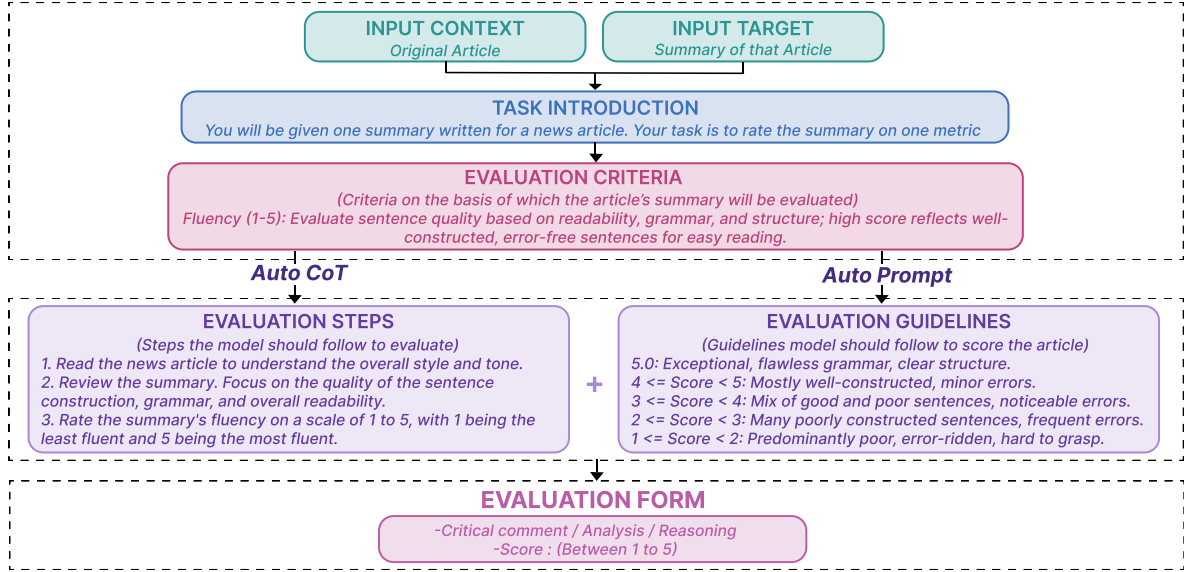 INPUT CONTEXT
Original Article
INPUT TARGET
Summary of that Article
TASK INTRODUCTION
You will be given one summary written for a news article. Your task is to rate the summary on one metric
EVALUATION CRITERIA
(Criteria on the basis of which the article's summary will be evaluated)
Fluency (1-5): Evaluate sentence quality based on readability, grammar, and structure; high score reflects well-
constructed, error-free sentences for easy reading.
Auto CoT
Auto Prompt
EVALUATION STEPS
(Steps the model should follow to evaluate)
1. Read the news article to understand the overall style and tone.
2. Review the summary. Focus on the quality of the sentence
construction, grammar, and overall readability.
3. Rate the summary's fluency on a scale of 1 to 5, with 1 being the
least fluent and 5 being the most fluent.
+
EVALUATION GUIDELINES
(Guidelines model should follow to score the article)
5.0: Exceptional, flawless grammar, clear structure.
4 <= Score < 5: Mostly well-constructed, minor errors.
3 <= Score < 4: Mix of good and poor sentences, noticeable errors.
2 <= Score < 3: Many poorly constructed sentences, frequent errors.
1 <= Score < 2: Predominantly poor, error-ridden, hard to grasp.
EVALUATION FORM
-Critical comment / Analysis / Reasoning
-Score : (Between 1 to 5)